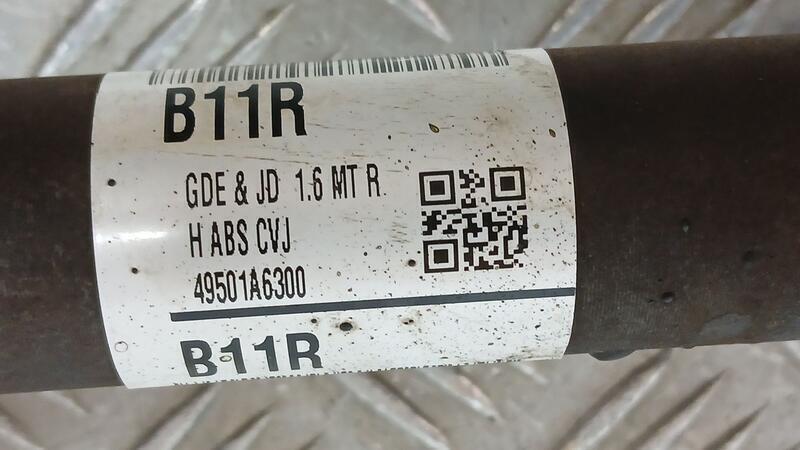 B11R
GDE & JD 1.6 MT R
H ABS CVJ
49501A6300
B11R